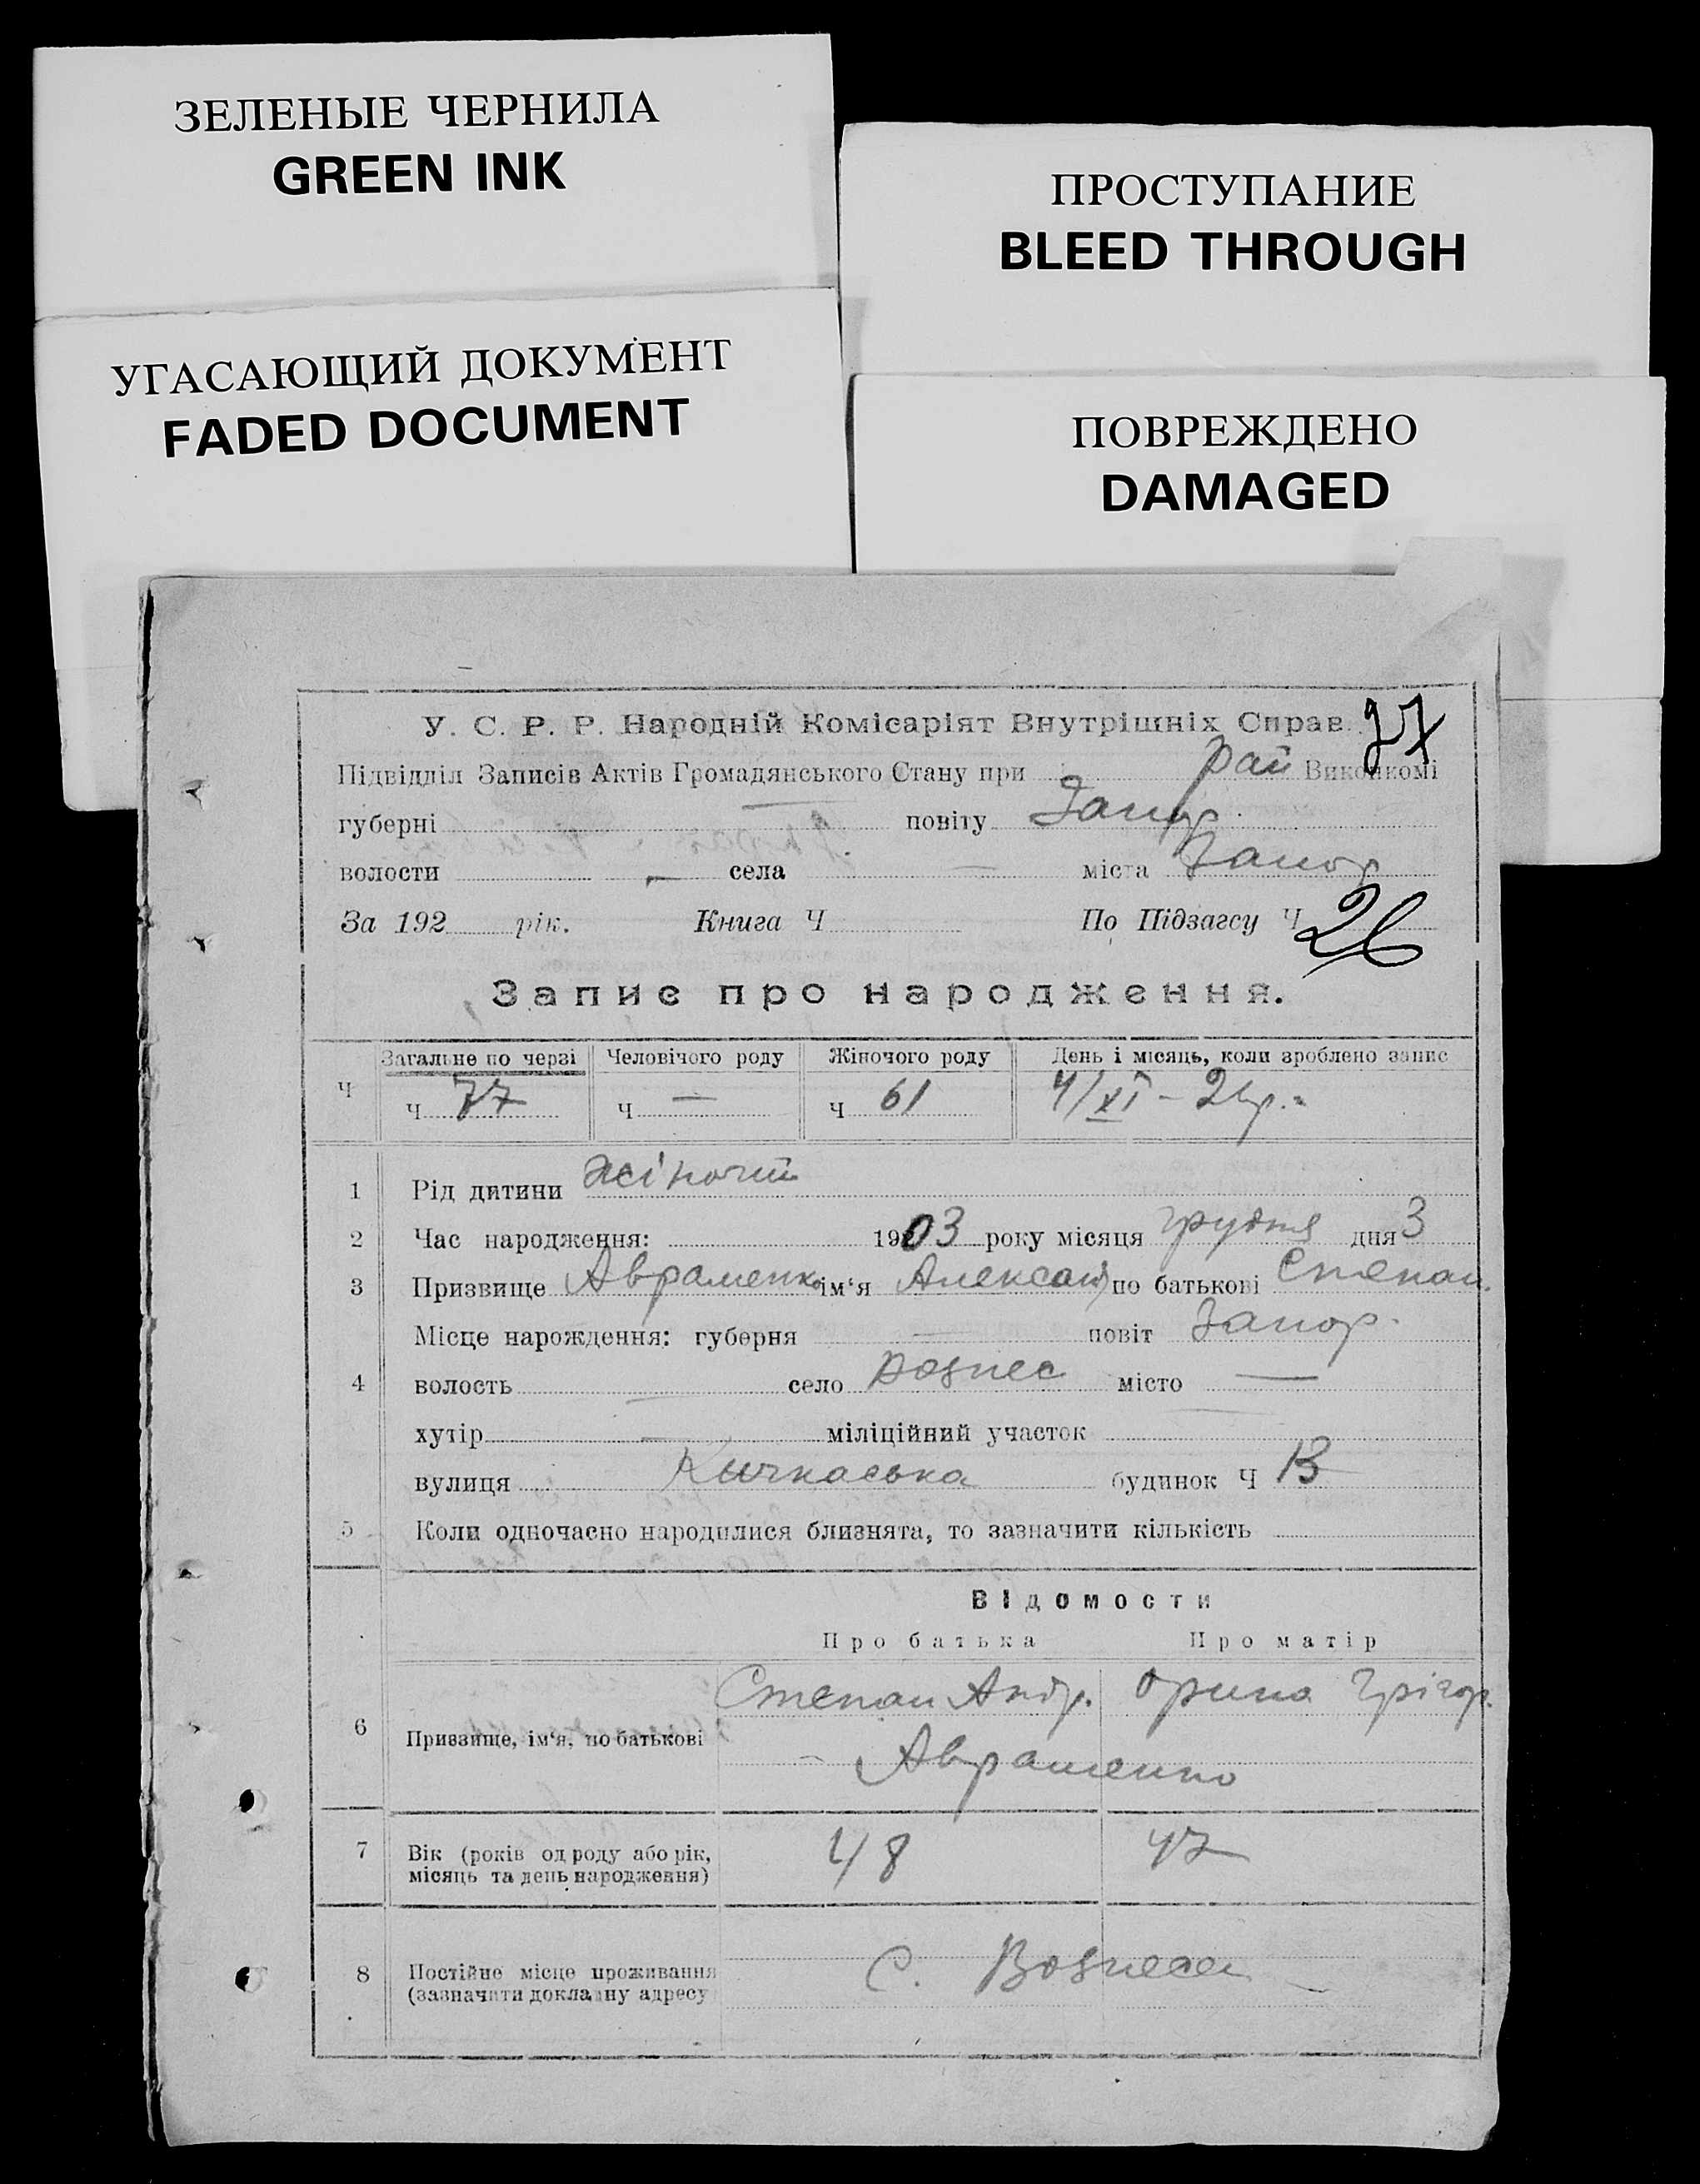 ЗЕЛЕНЫЕ ЧЕРНИЛА
GREEN INK
ПРОСТУПАНИЕ
BLEED THROUGH
УГАСАЮЩИЙ ДОКУМЕНТ
FADED DOCUMENT
ПОВРЕЖДЕНО
DAMAGED
У. С. Р. Р. Народній Комісаріят Внутрішніх Справ.
Підвідділ Записів Актів Громадянського Стану при Рай Виконкомі
губерні — повіту Запор.
волости — села — міста Запор
За 192 рік. Книга Ч По Підзагсу Ч 26
Запис про народження.
Загальне по черзі Человічого роду Жіночого роду День і місяць, коли зроблено запис
Ч Ч 77 Ч — Ч 61 4/XI –
1 Рід дитини жіночий
2 Час народження: 1903 року місяця грудня дня 3
3 Призвище Авраменко ім‘я Александ по батькові Степан.
Місце нарождення: губерня — повіт Запор.
4 волость — село Вознес місто —
хутір — міліційний участок
вулиця Кичкаська будинок Ч 13
5 Коли одночасно народилися близнята, то зазначити кількість
Відомости
Про батька Про матір
Степан Андр. Орина Грігор.
6 Призвище, ім‘я, по батькові
Авраменко
7 Вік (років од роду або рік, 48 47
місяць та день народження)
8 Постійне місце проживання С. Вознесен
(зазначити докладну адресу